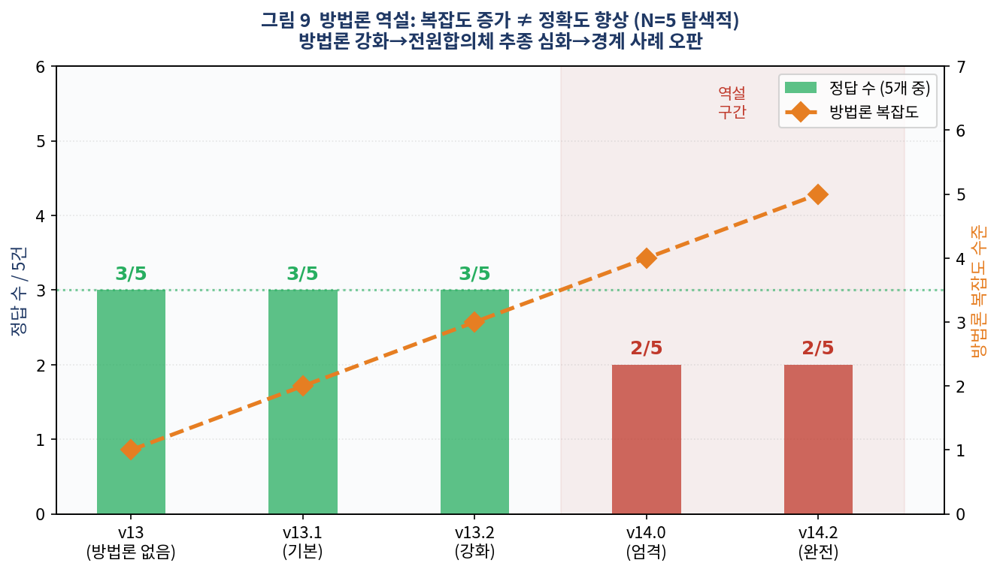 그림 9  방법론 역설: 복잡도 증가 ≠ 정확도 향상 (N=5 탐색적)
방법론 강화→전원합의체 추종 심화→경계 사례 오판
정답 수 / 5건
6
5
4
3
2
1
0
역설
구간
정답 수 (5개 중)
방법론 복잡도
3/5
3/5
3/5
2/5
2/5
7
6
5
4
3
2
1
0
방법론 복잡도 수준
v13
(방법론 없음)
v13.1
(기본)
v13.2
(강화)
v14.0
(엄격)
v14.2
(완전)